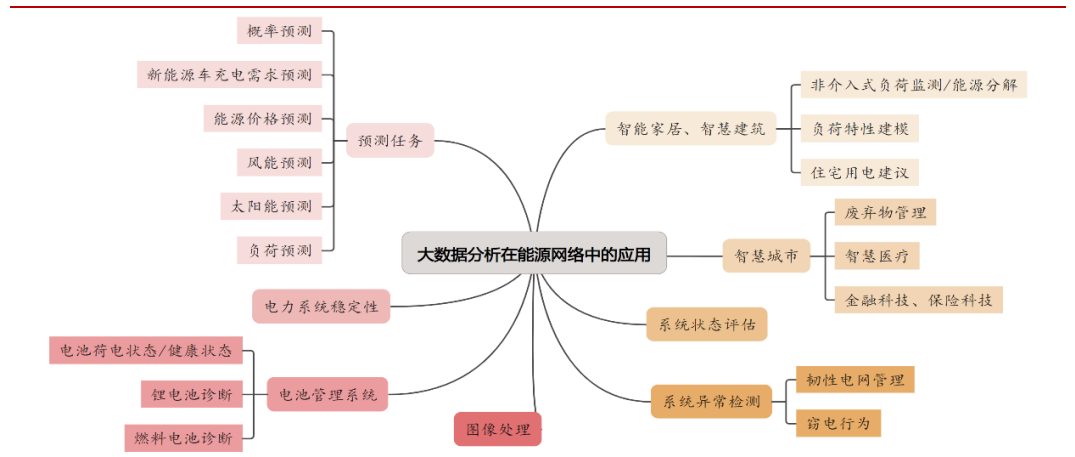 概率预测
新能源车充电需求预测
能源价格预测
风能预测
太阳能预测
负荷预测
预测任务
电力系统稳定性
电池荷电状态/健康状态
锂电池诊断
燃料电池诊断
电池管理系统
图像处理
大数据分析在能源网络中的应用
智能家居、智慧建筑
非介入式负荷监测/能源分解
负荷特性建模
住宅用电建议
智慧城市
废弃物管理
智慧医疗
金融科技、保险科技
系统状态评估
系统异常检测
韧性电网管理
窃电行为